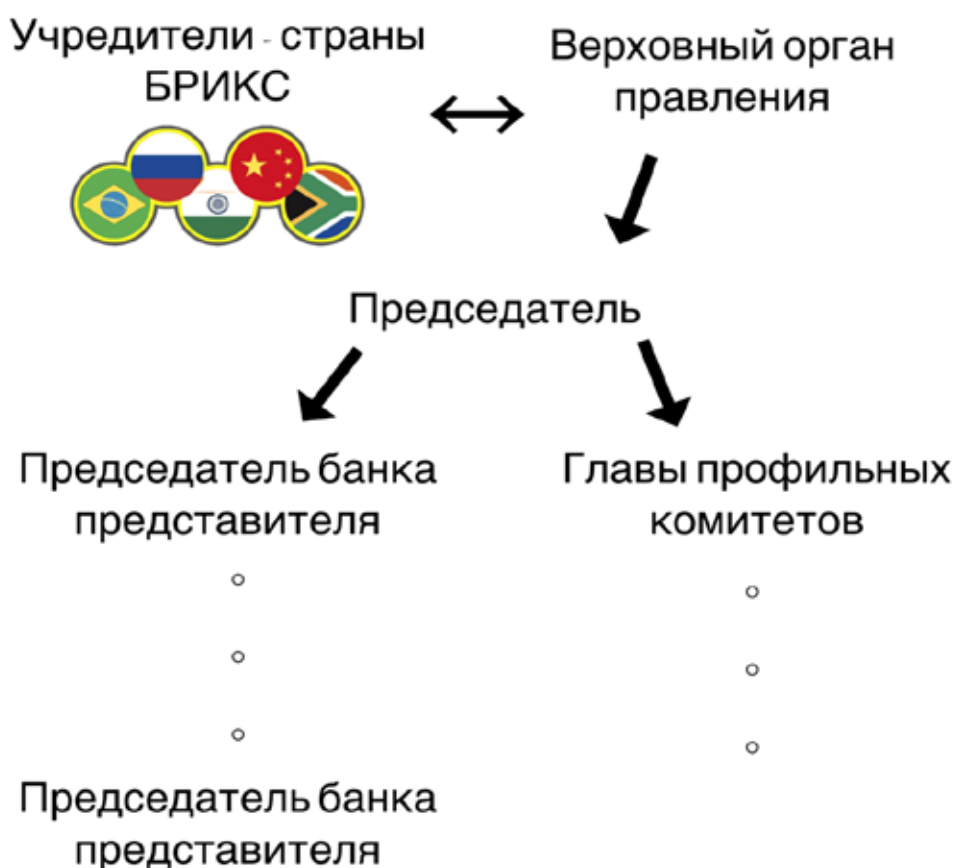 Учредители - страны
БРИКС
Верховный орган
правления
Председатель
Председатель банка
представителя
Главы профильных
комитетов
Председатель банка
представителя